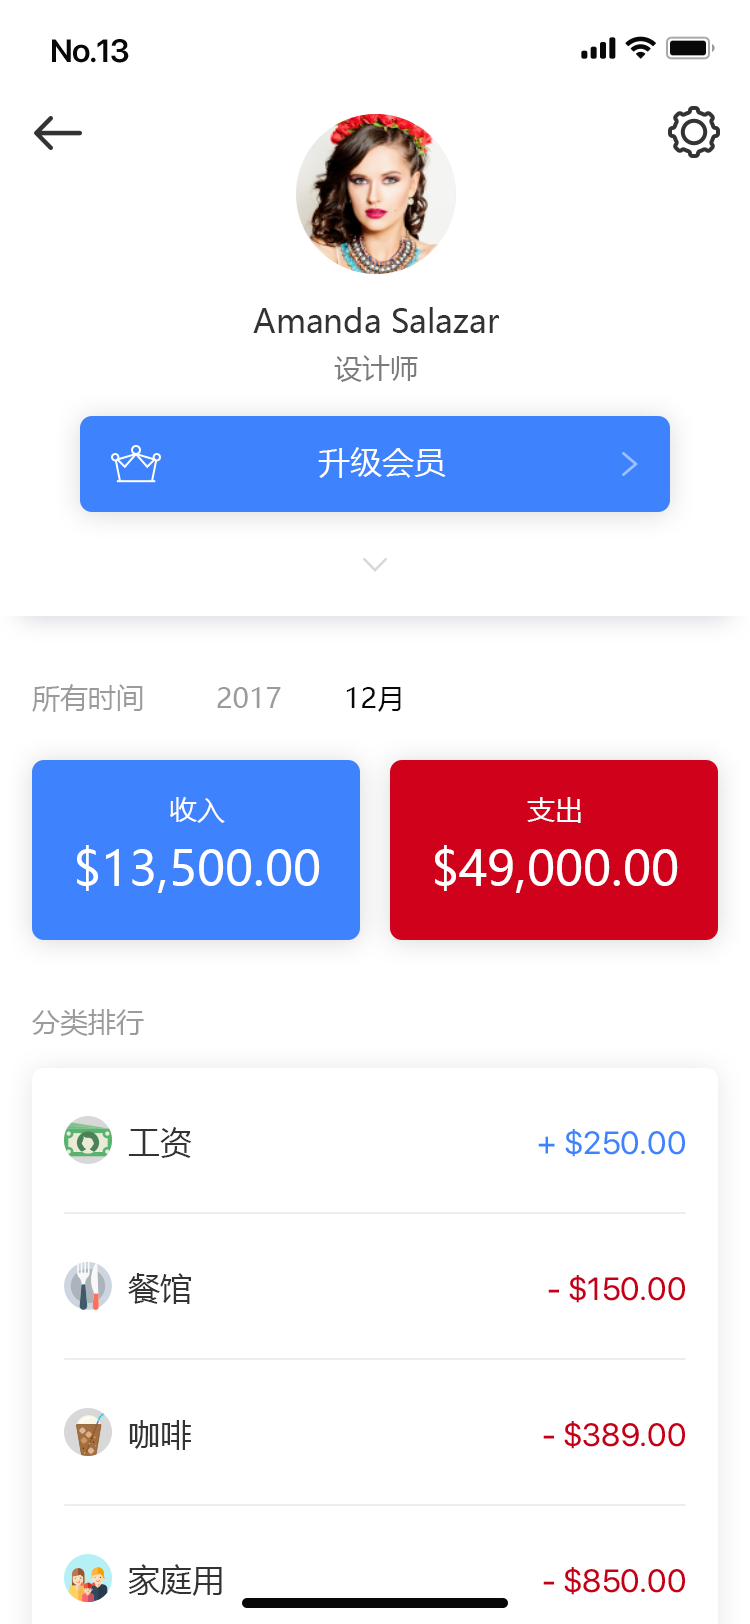 No.13
Amanda Salazar
设计师
升级会员
所有时间 2017 12月
收入 支出
$13,500.00 $49,000.00
分类排行
工资 + $250.00
餐馆 - $150.00
咖啡 - $389.00
家庭用 - $850.00